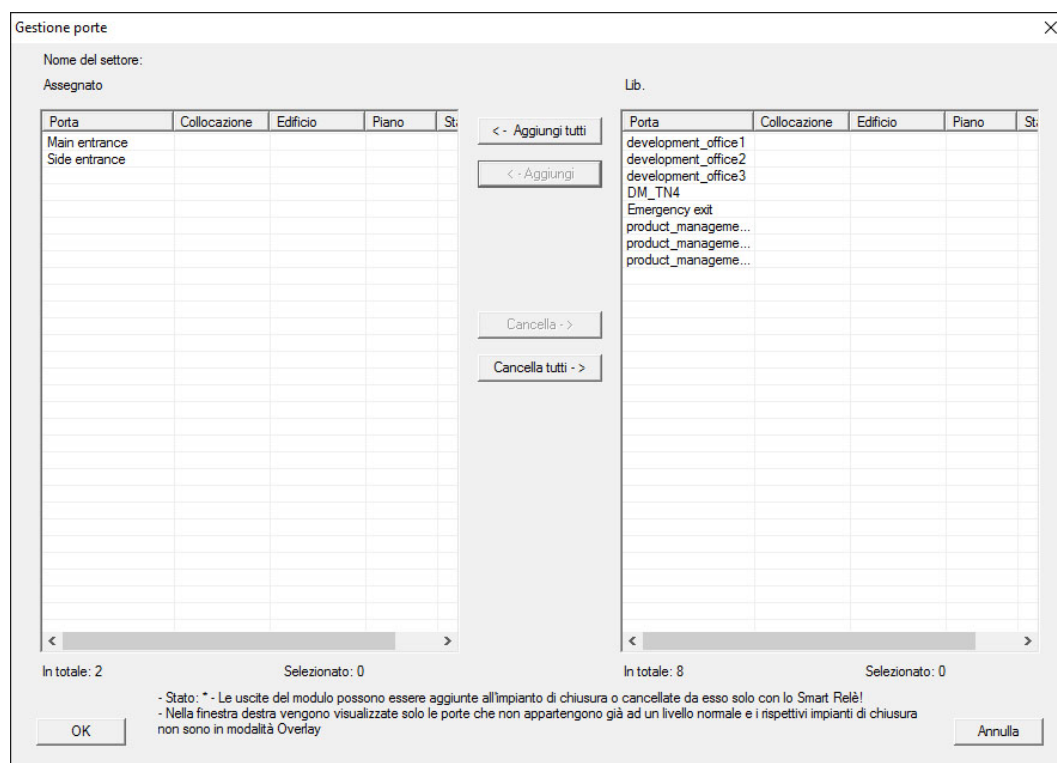 Gestione porte
Nome del settore:
Assegnato
Lib.
Porta Collocazione Edificio Piano
Main entrance
Side entrance
< - Aggiungi tutti
< - Aggiungi
Cancella - >
Cancella tutti - >
Porta Collocazione Edificio Piano
development_office1
development_office2
development_office3
DM_TN4
Emergency exit
product_manageme...
product_manageme...
product_manageme...
In totale: 2 Selezionato: 0
In totale: 8 Selezionato: 0
- Stato: * - Le uscite del modulo possono essere aggiunte all'impianto di chiusura o cancellate da esso solo con lo Smart Relè!
- Nella finestra destra vengono visualizzate solo le porte che non appartengono già ad un livello normale e i rispettivi impianti di chiusura
non sono in modalità Overlay
OK
Annulla